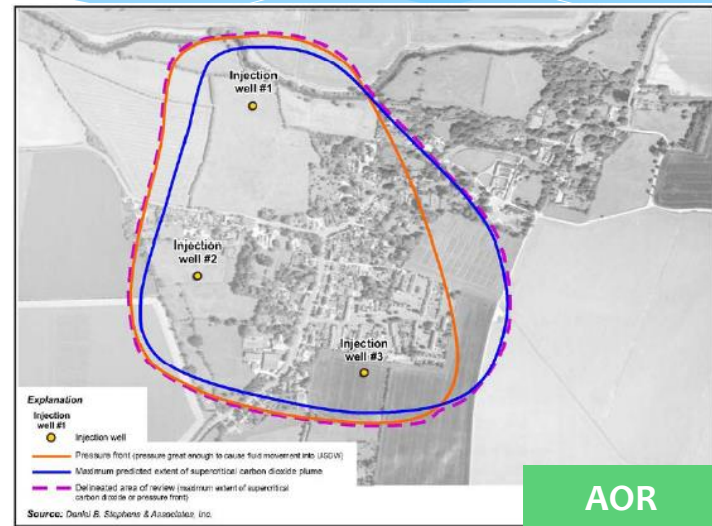 Injection
well #1
Injection
well #2
Injection
well #3
Explanation
Injection
well #1
Injection well
Pressure front (pressure great enough to cause fluid movement into USDW)
Maximum predicted extent of supercritical carbon dioxide plume
Delineated area of review (maximum extent of supercritical
carbon dioxide or pressure front)
Source: Daniel B. Stephens & Associates, Inc.
AOR